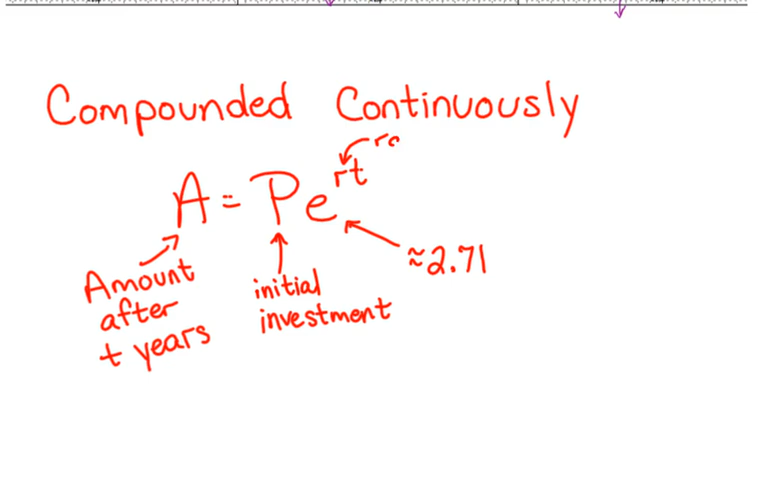 Compounded Continuously
A = Pe^rt
≈2.71
Amount
after
t years
initial
investment